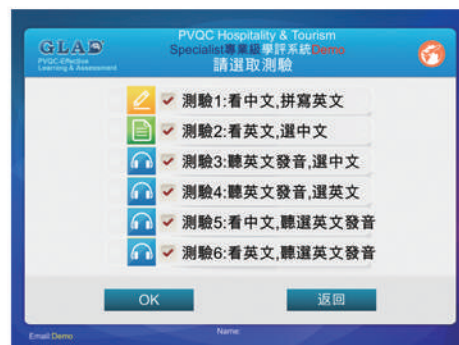 GLAD
PVQC-Effective
Learning & Assessment
PVQC Hospitality & Tourism
Specialist專業級學評系統Demo
請選取測驗
測驗1:看中文,拼寫英文
測驗2:看英文,選中文
測驗3:聽英文發音,選中文
測驗4:聽英文發音,選英文
測驗5:看中文,聽選英文發音
測驗6:看英文,聽選英文發音
OK
返回
Email:Demo
Name: